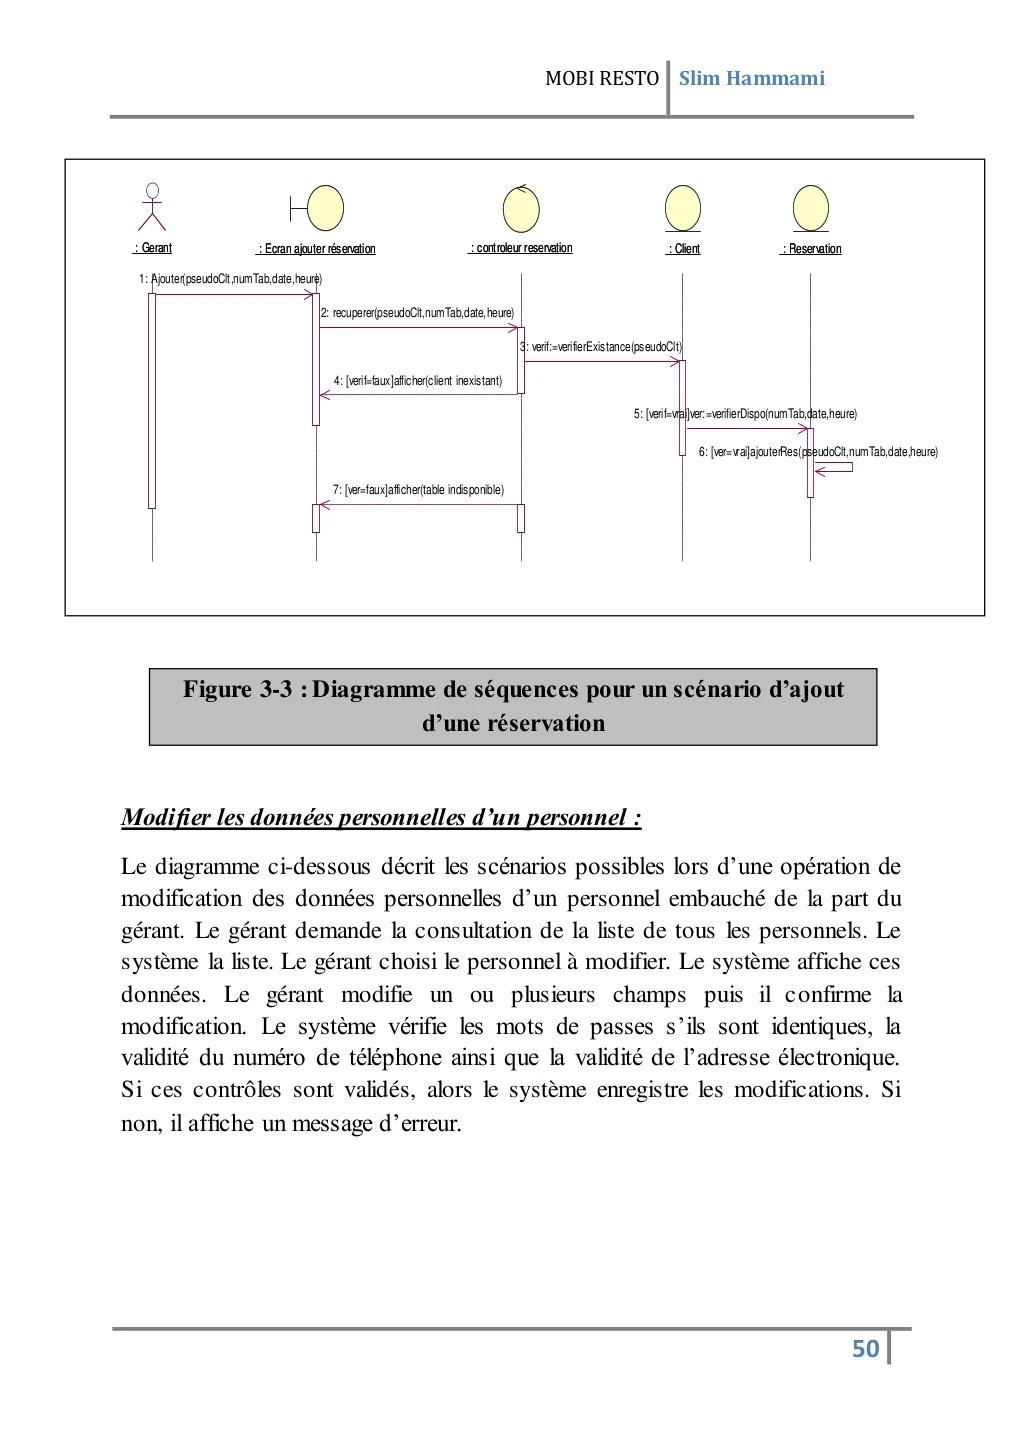 MOBI RESTO Slim Hammami
: Gerant : Ecran ajouter réservation : controleur reservation : Client : Reservation
1: Ajouter(pseudoClt,numTab,date,heure)
2: recuperer(pseudoClt,numTab,date,heure)
3: verif:=verifierExistance(pseudoClt)
4: [verif=faux]afficher(client inexistant)
5: [verif=vrai]ver:=verifierDispo(numTab,date,heure)
6: [ver=vrai]ajouterRes(pseudoClt,numTab,date,heure)
7: [ver=faux]afficher(table indisponible)
Figure 3-3 : Diagramme de séquences pour un scénario d’ajout
d’une réservation
Modifier les données personnelles d’un personnel :
Le diagramme ci-dessous décrit les scénarios possibles lors d’une opération de
modification des données personnelles d’un personnel embauché de la part du
gérant. Le gérant demande la consultation de la liste de tous les personnels. Le
système la liste. Le gérant choisi le personnel à modifier. Le système affiche ces
données. Le gérant modifie un ou plusieurs champs puis il confirme la
modification. Le système vérifie les mots de passes s’ils sont identiques, la
validité du numéro de téléphone ainsi que la validité de l’adresse électronique.
Si ces contrôles sont validés, alors le système enregistre les modifications. Si
non, il affiche un message d’erreur.
50